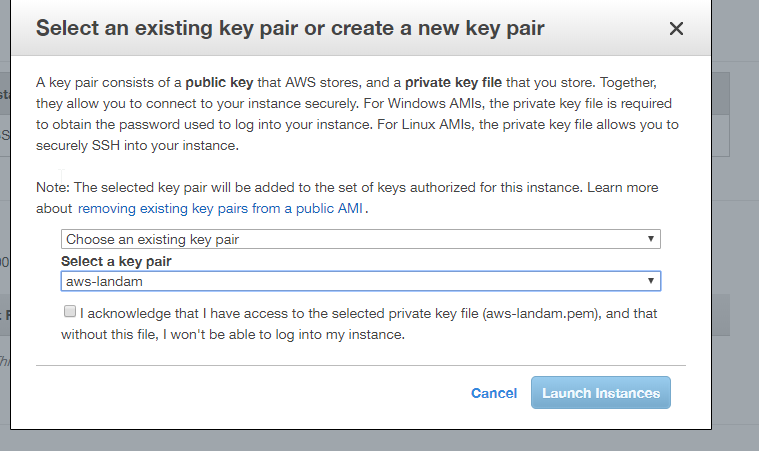 Select an existing key pair or create a new key pair
A key pair consists of a public key that AWS stores, and a private key file that you store. Together,
they allow you to connect to your instance securely. For Windows AMIs, the private key file is required
to obtain the password used to log into your instance. For Linux AMIs, the private key file allows you to
securely SSH into your instance.
Note: The selected key pair will be added to the set of keys authorized for this instance. Learn more
about removing existing key pairs from a public AMI.
Choose an existing key pair
Select a key pair
aws-landam
I acknowledge that I have access to the selected private key file (aws-landam.pem), and that
without this file, I won't be able to log into my instance.
Cancel Launch Instances